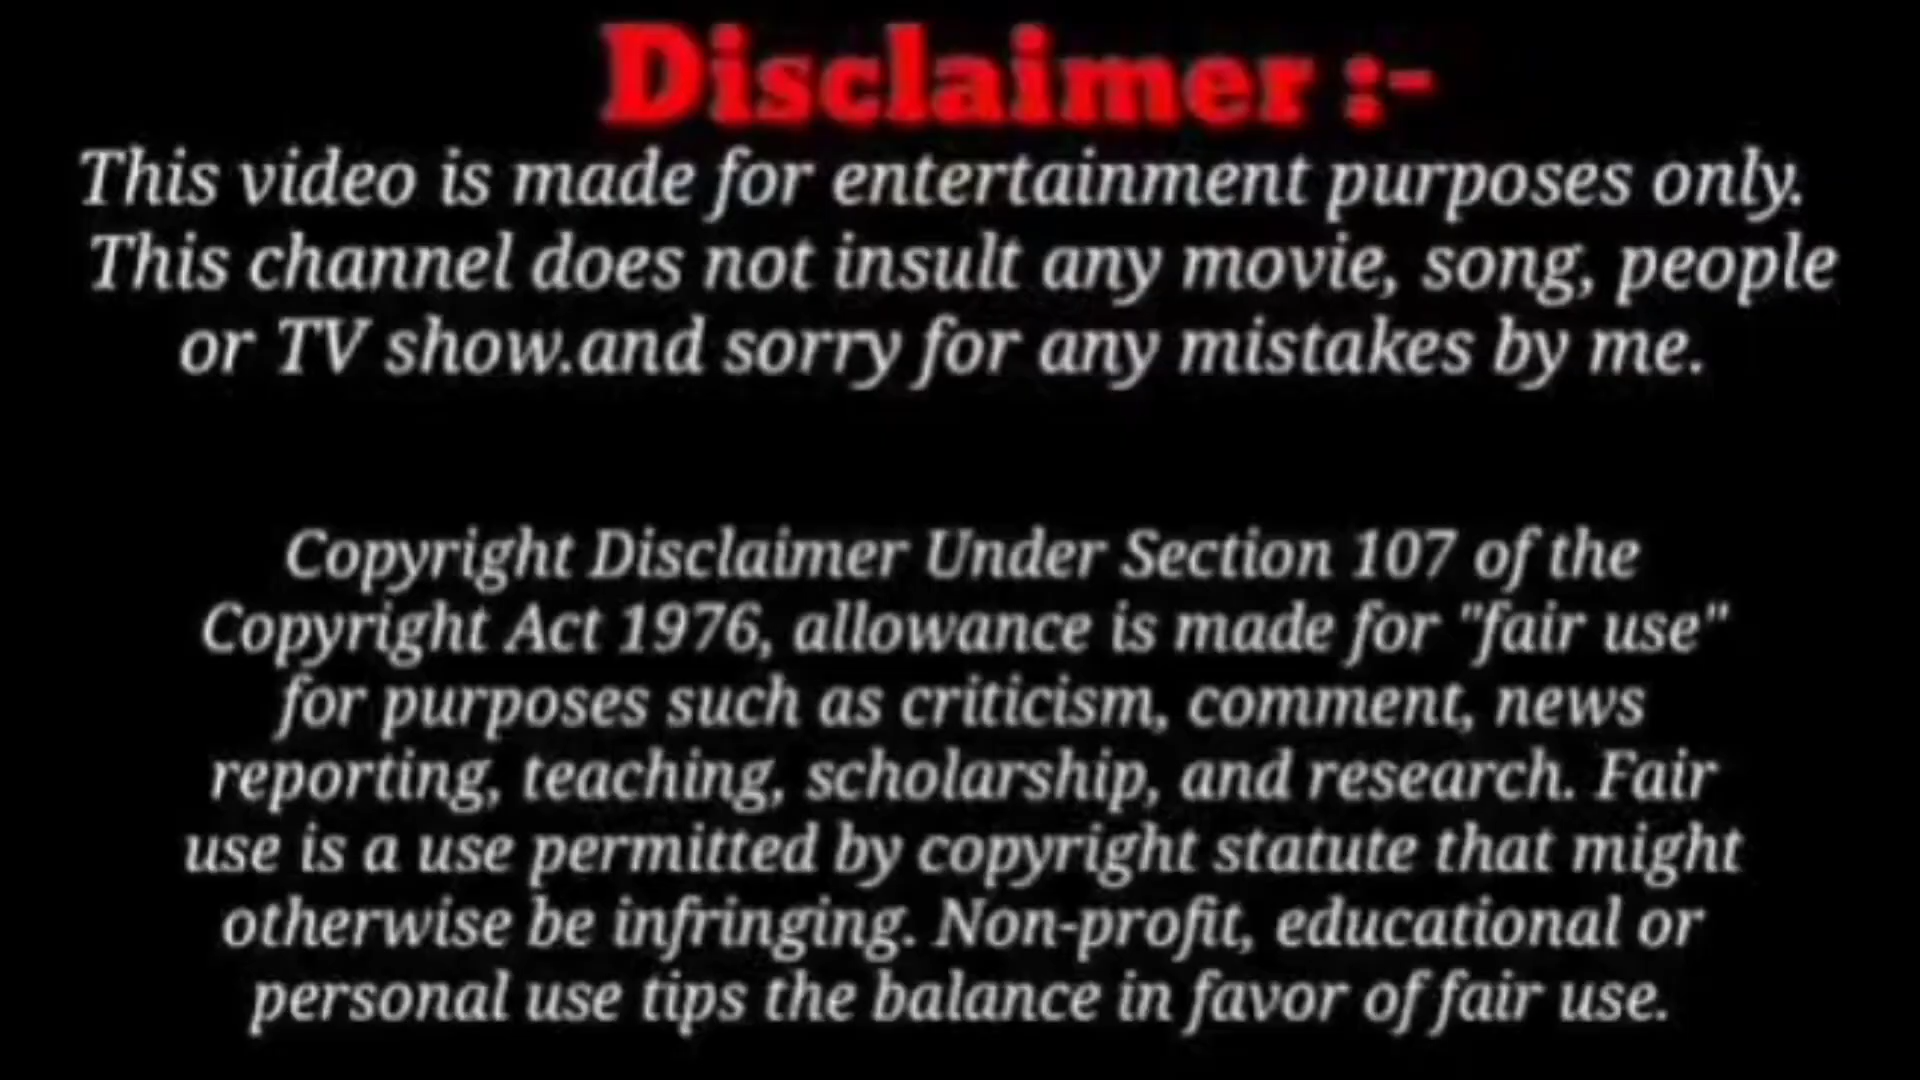 Disclaimer :-
This video is made for entertainment purposes only.
This channel does not insult any movie, song, people
or TV show.and sorry for any mistakes by me.
Copyright Disclaimer Under Section 107 of the
Copyright Act 1976, allowance is made for "fair use"
for purposes such as criticism, comment, news
reporting, teaching, scholarship, and research. Fair
use is a use permitted by copyright statute that might
otherwise be infringing. Non-profit, educational or
personal use tips the balance in favor of fair use.